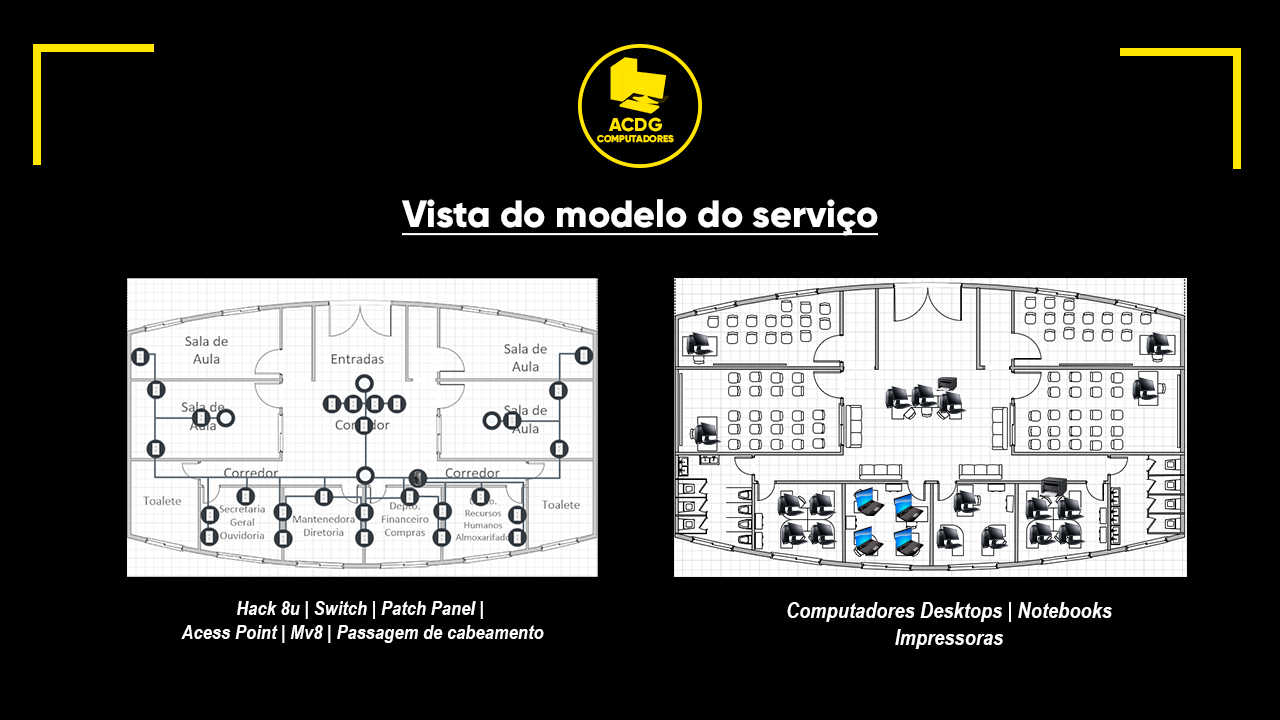 ACDG
COMPUTADORES
Vista do modelo do serviço
Sala de
Aula
Entradas
Sala de
Aula
Sala de
Aula
Corredor
Sala de
Aula
Corredor
Corredor
Toalete
Secretaria
Geral
Ouvidoria
Mantenedora
Diretoria
Depto.
Financeiro
Compras
Recursos
Humanos
Almoxarifado
Toalete
Hack 8u | Switch | Patch Panel |
Acess Point | Mv8 | Passagem de cabeamento
Computadores Desktops | Notebooks
Impressoras